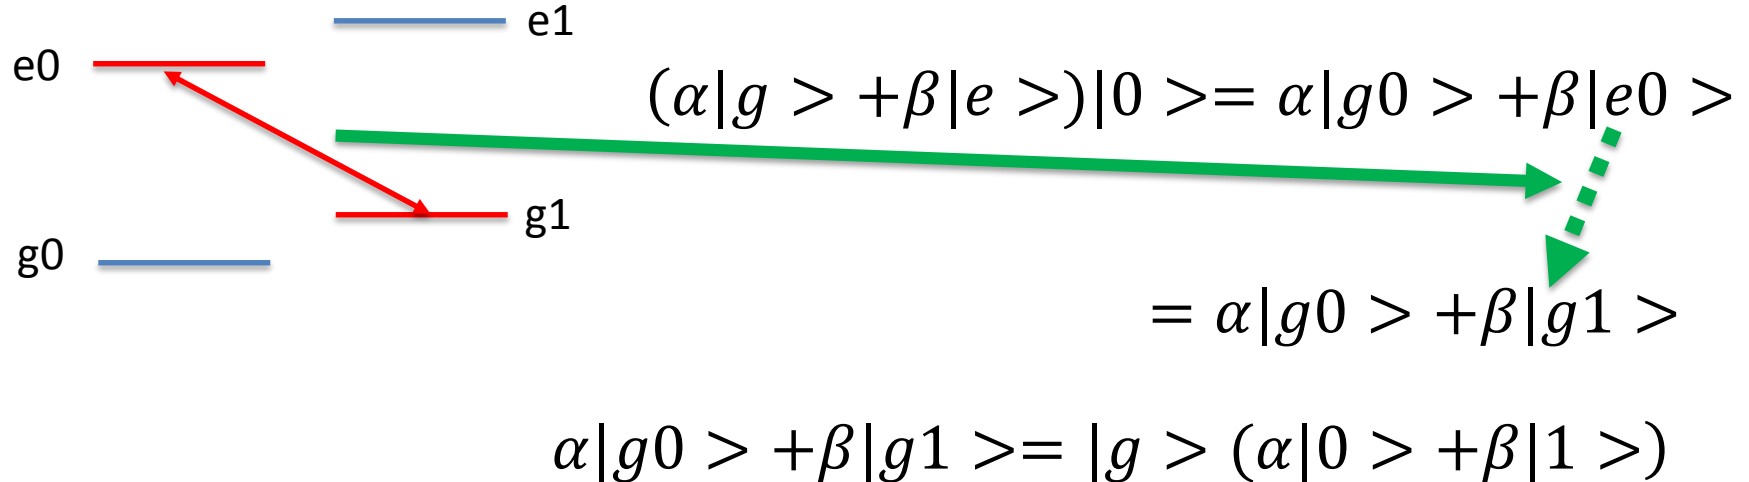 e1
e0
(α|g > +β|e >)|0 >= α|g0 > +β|e0 >
g1
g0
= α|g0 > +β|g1 >
α|g0 > +β|g1 >= |g > (α|0 > +β|1 >)